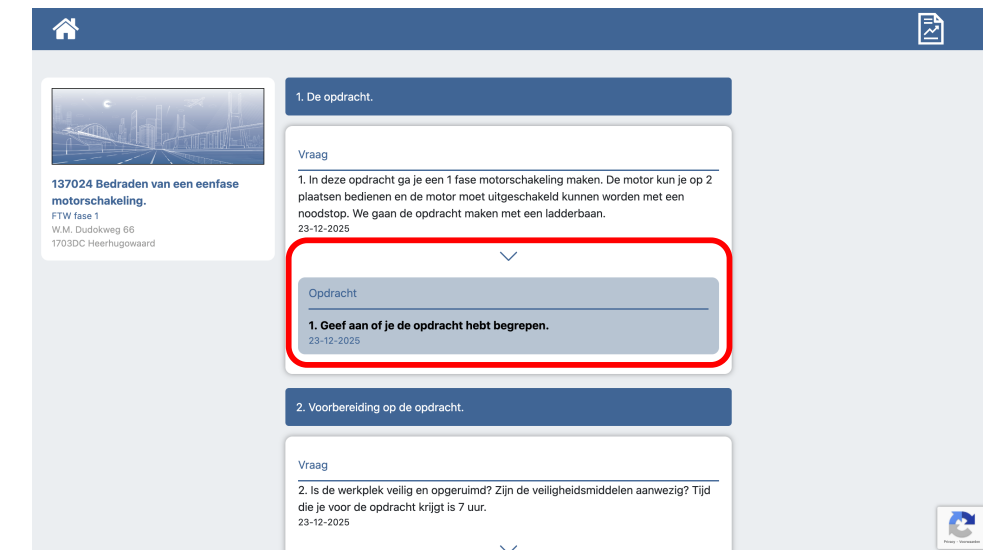 1. De opdracht.
137024 Bedraden van een eenfase
motorschakeling.
FTW fase 1
W.M. Dudokweg 66
1703DC Heerhugowaard
Vraag
1. In deze opdracht ga je een 1 fase motorschakeling maken. De motor kun je op 2
plaatsen bedienen en de motor moet uitgeschakeld kunnen worden met een
noodstop. We gaan de opdracht maken met een ladderbaan.
23-12-2025
Opdracht
1. Geef aan of je de opdracht hebt begrepen.
23-12-2025
2. Voorbereiding op de opdracht.
Vraag
2. Is de werkplek veilig en opgeruimd? Zijn de veiligheidsmiddelen aanwezig? Tijd
die je voor de opdracht krijgt is 7 uur.
23-12-2025
Privacy - Voorwaarden